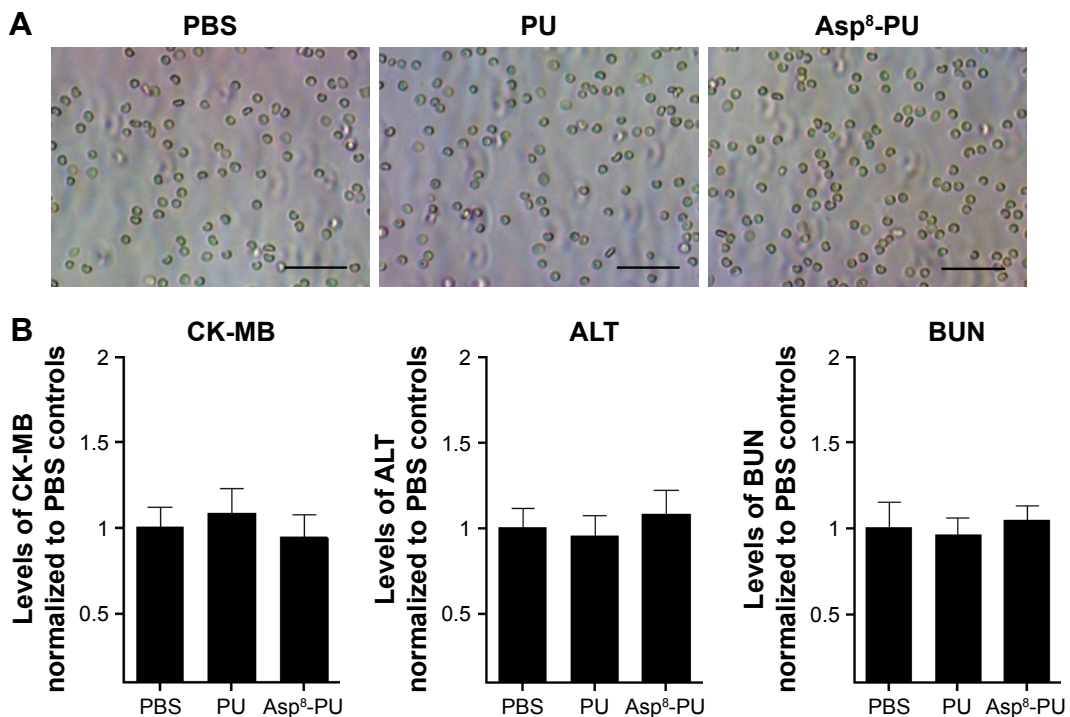 A
PBS
PU
Asp⁸-PU
B
CK-MB
Levels of CK-MB
normalized to PBS controls
2
1.5
1
0.5
PBS
PU
Asp⁸-PU
ALT
Levels of ALT
normalized to PBS controls
2
1.5
1
0.5
PBS
PU
Asp⁸-PU
BUN
Levels of BUN
normalized to PBS controls
2
1.5
1
0.5
PBS
PU
Asp⁸-PU